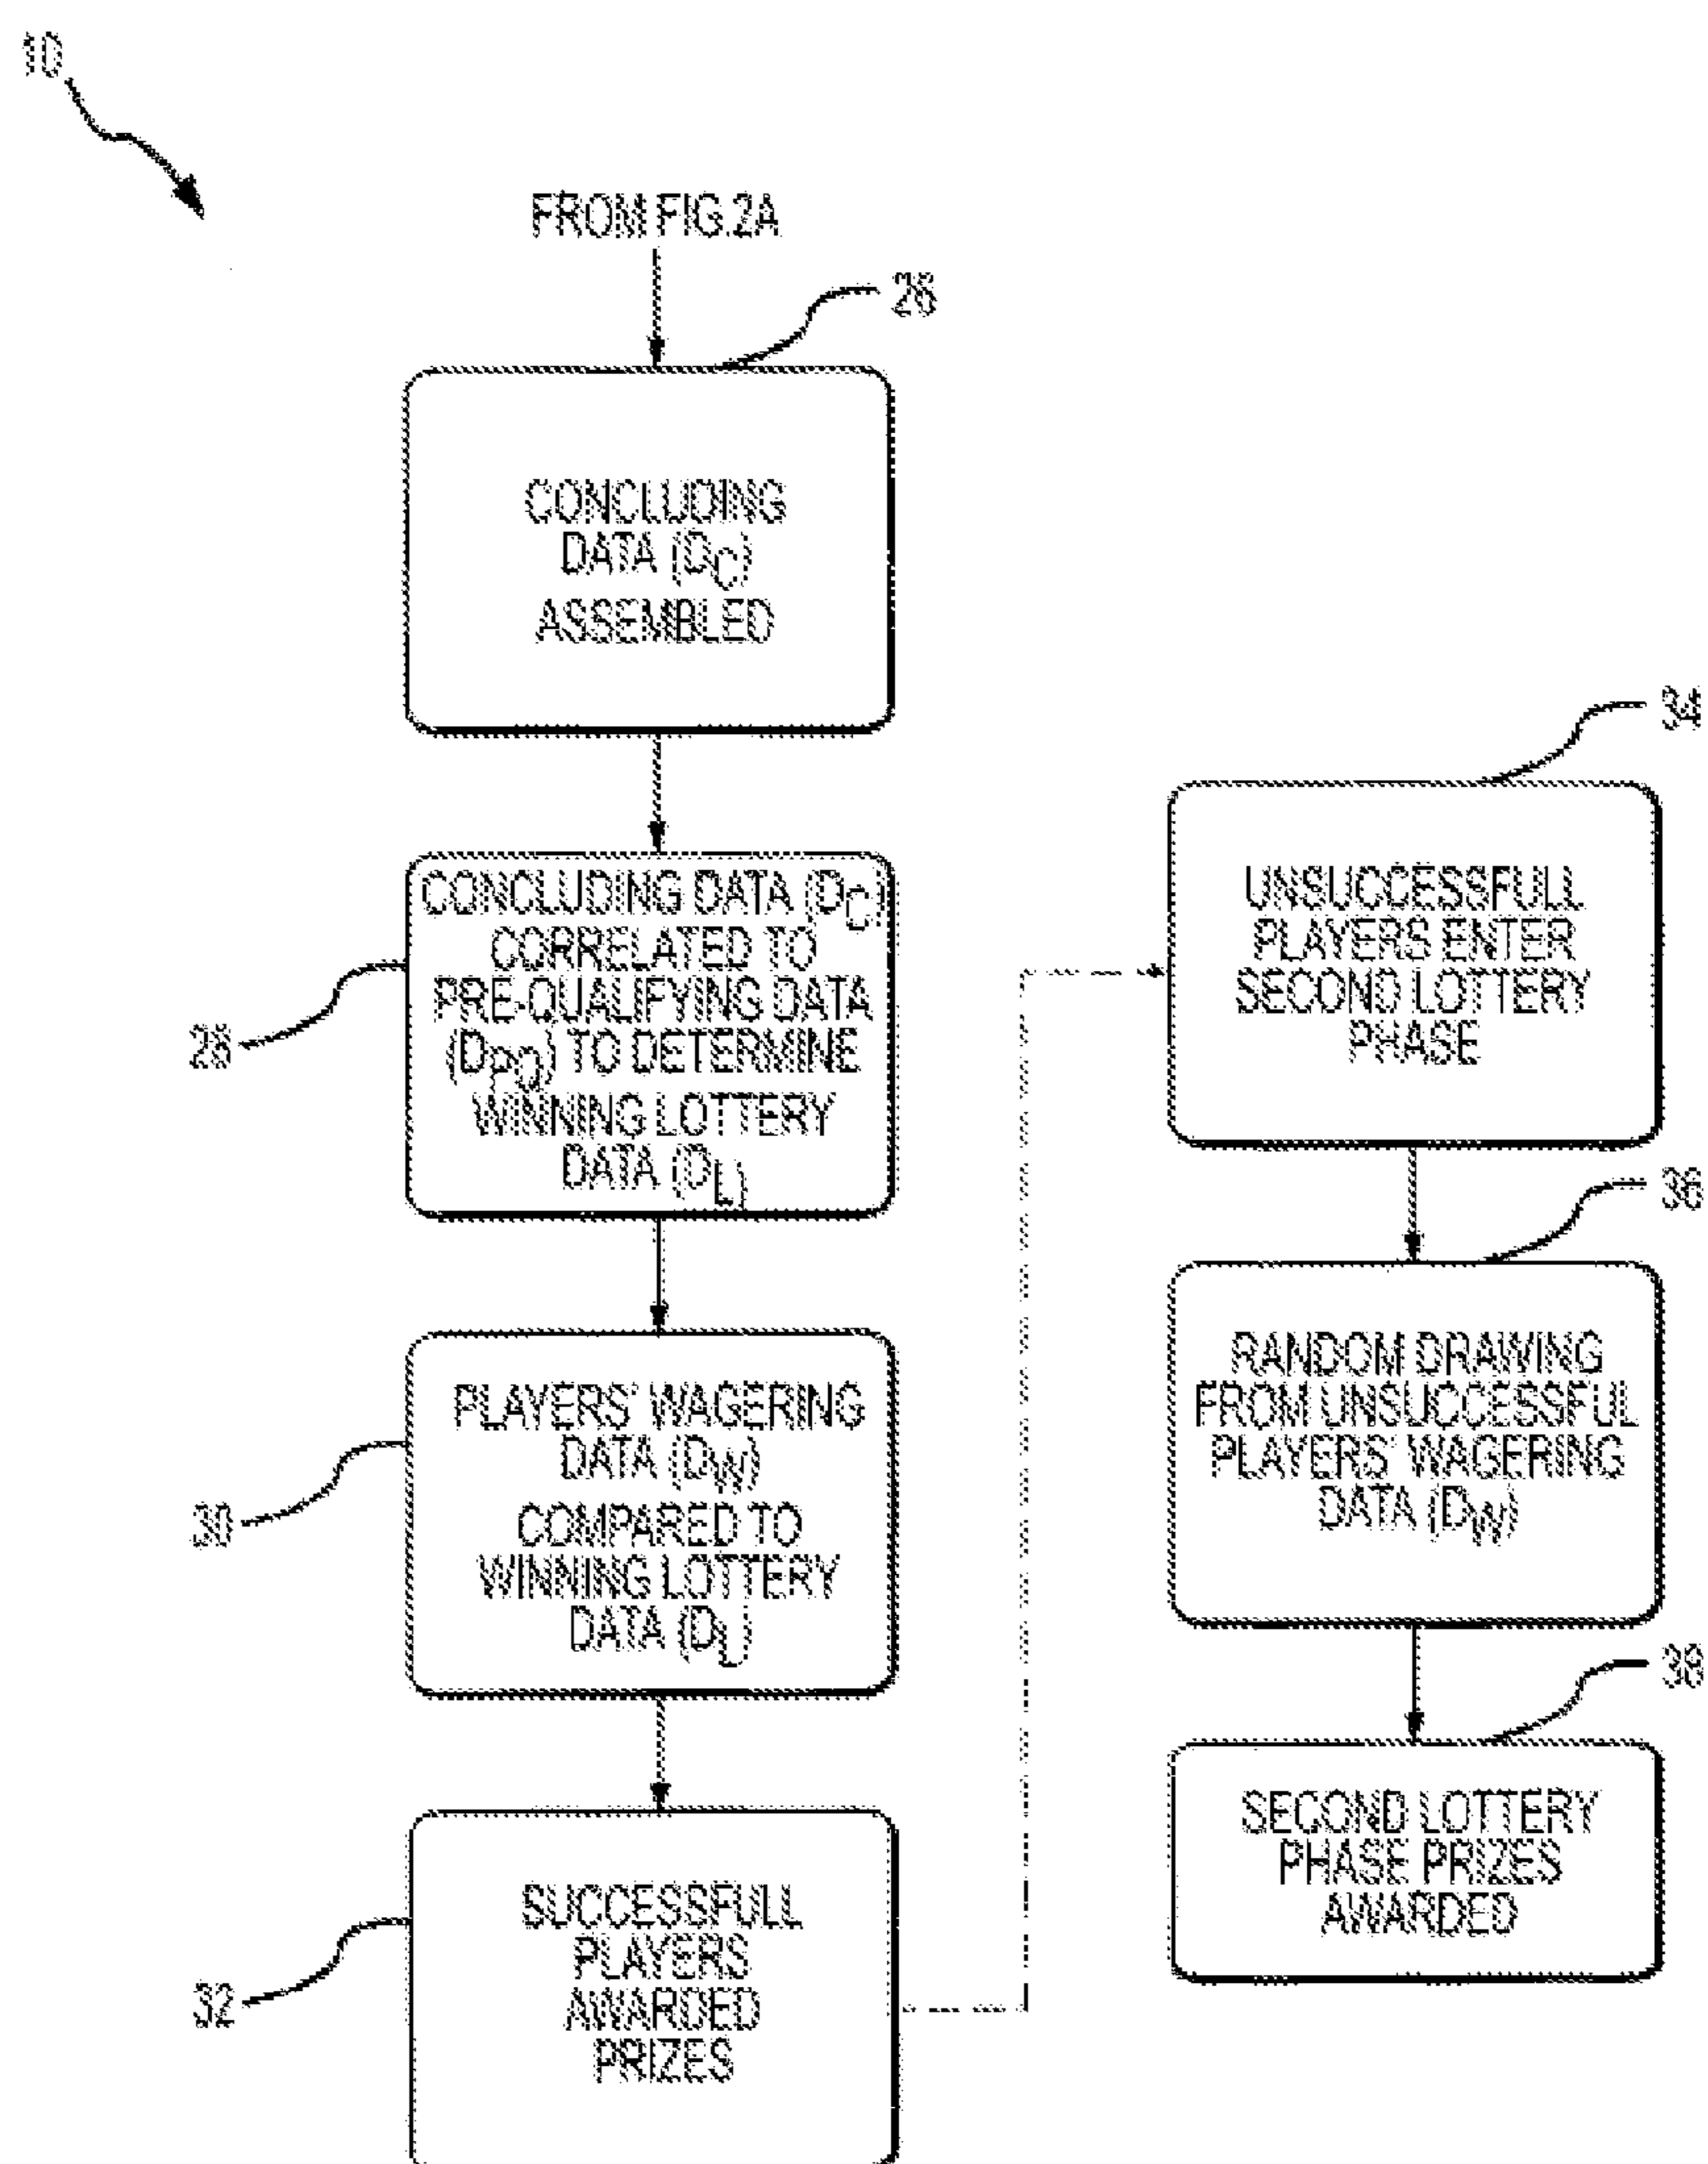 10
FROM FIG.2A
26
CONCLUDING
DATA (DC)
ASSEMBLED
28
CONCLUDING DATA (DC)
CORRELATED TO
PRE-QUALIFYING DATA
(DPQ) TO DETERMINE
WINNING LOTTERY
DATA (DL)
30
PLAYERS' WAGERING
DATA (DW)
COMPARED TO
WINNING LOTTERY
DATA (DL)
32
SUCCESSFULL
PLAYERS
AWARDED
PRIZES
34
UNSUCCESSFULL
PLAYERS ENTER
SECOND LOTTERY
PHASE
36
RANDOM DRAWING
FROM UNSUCCESSFUL
PLAYERS' WAGERING
DATA (DW)
38
SECOND LOTTERY
PHASE PRIZES
AWARDED